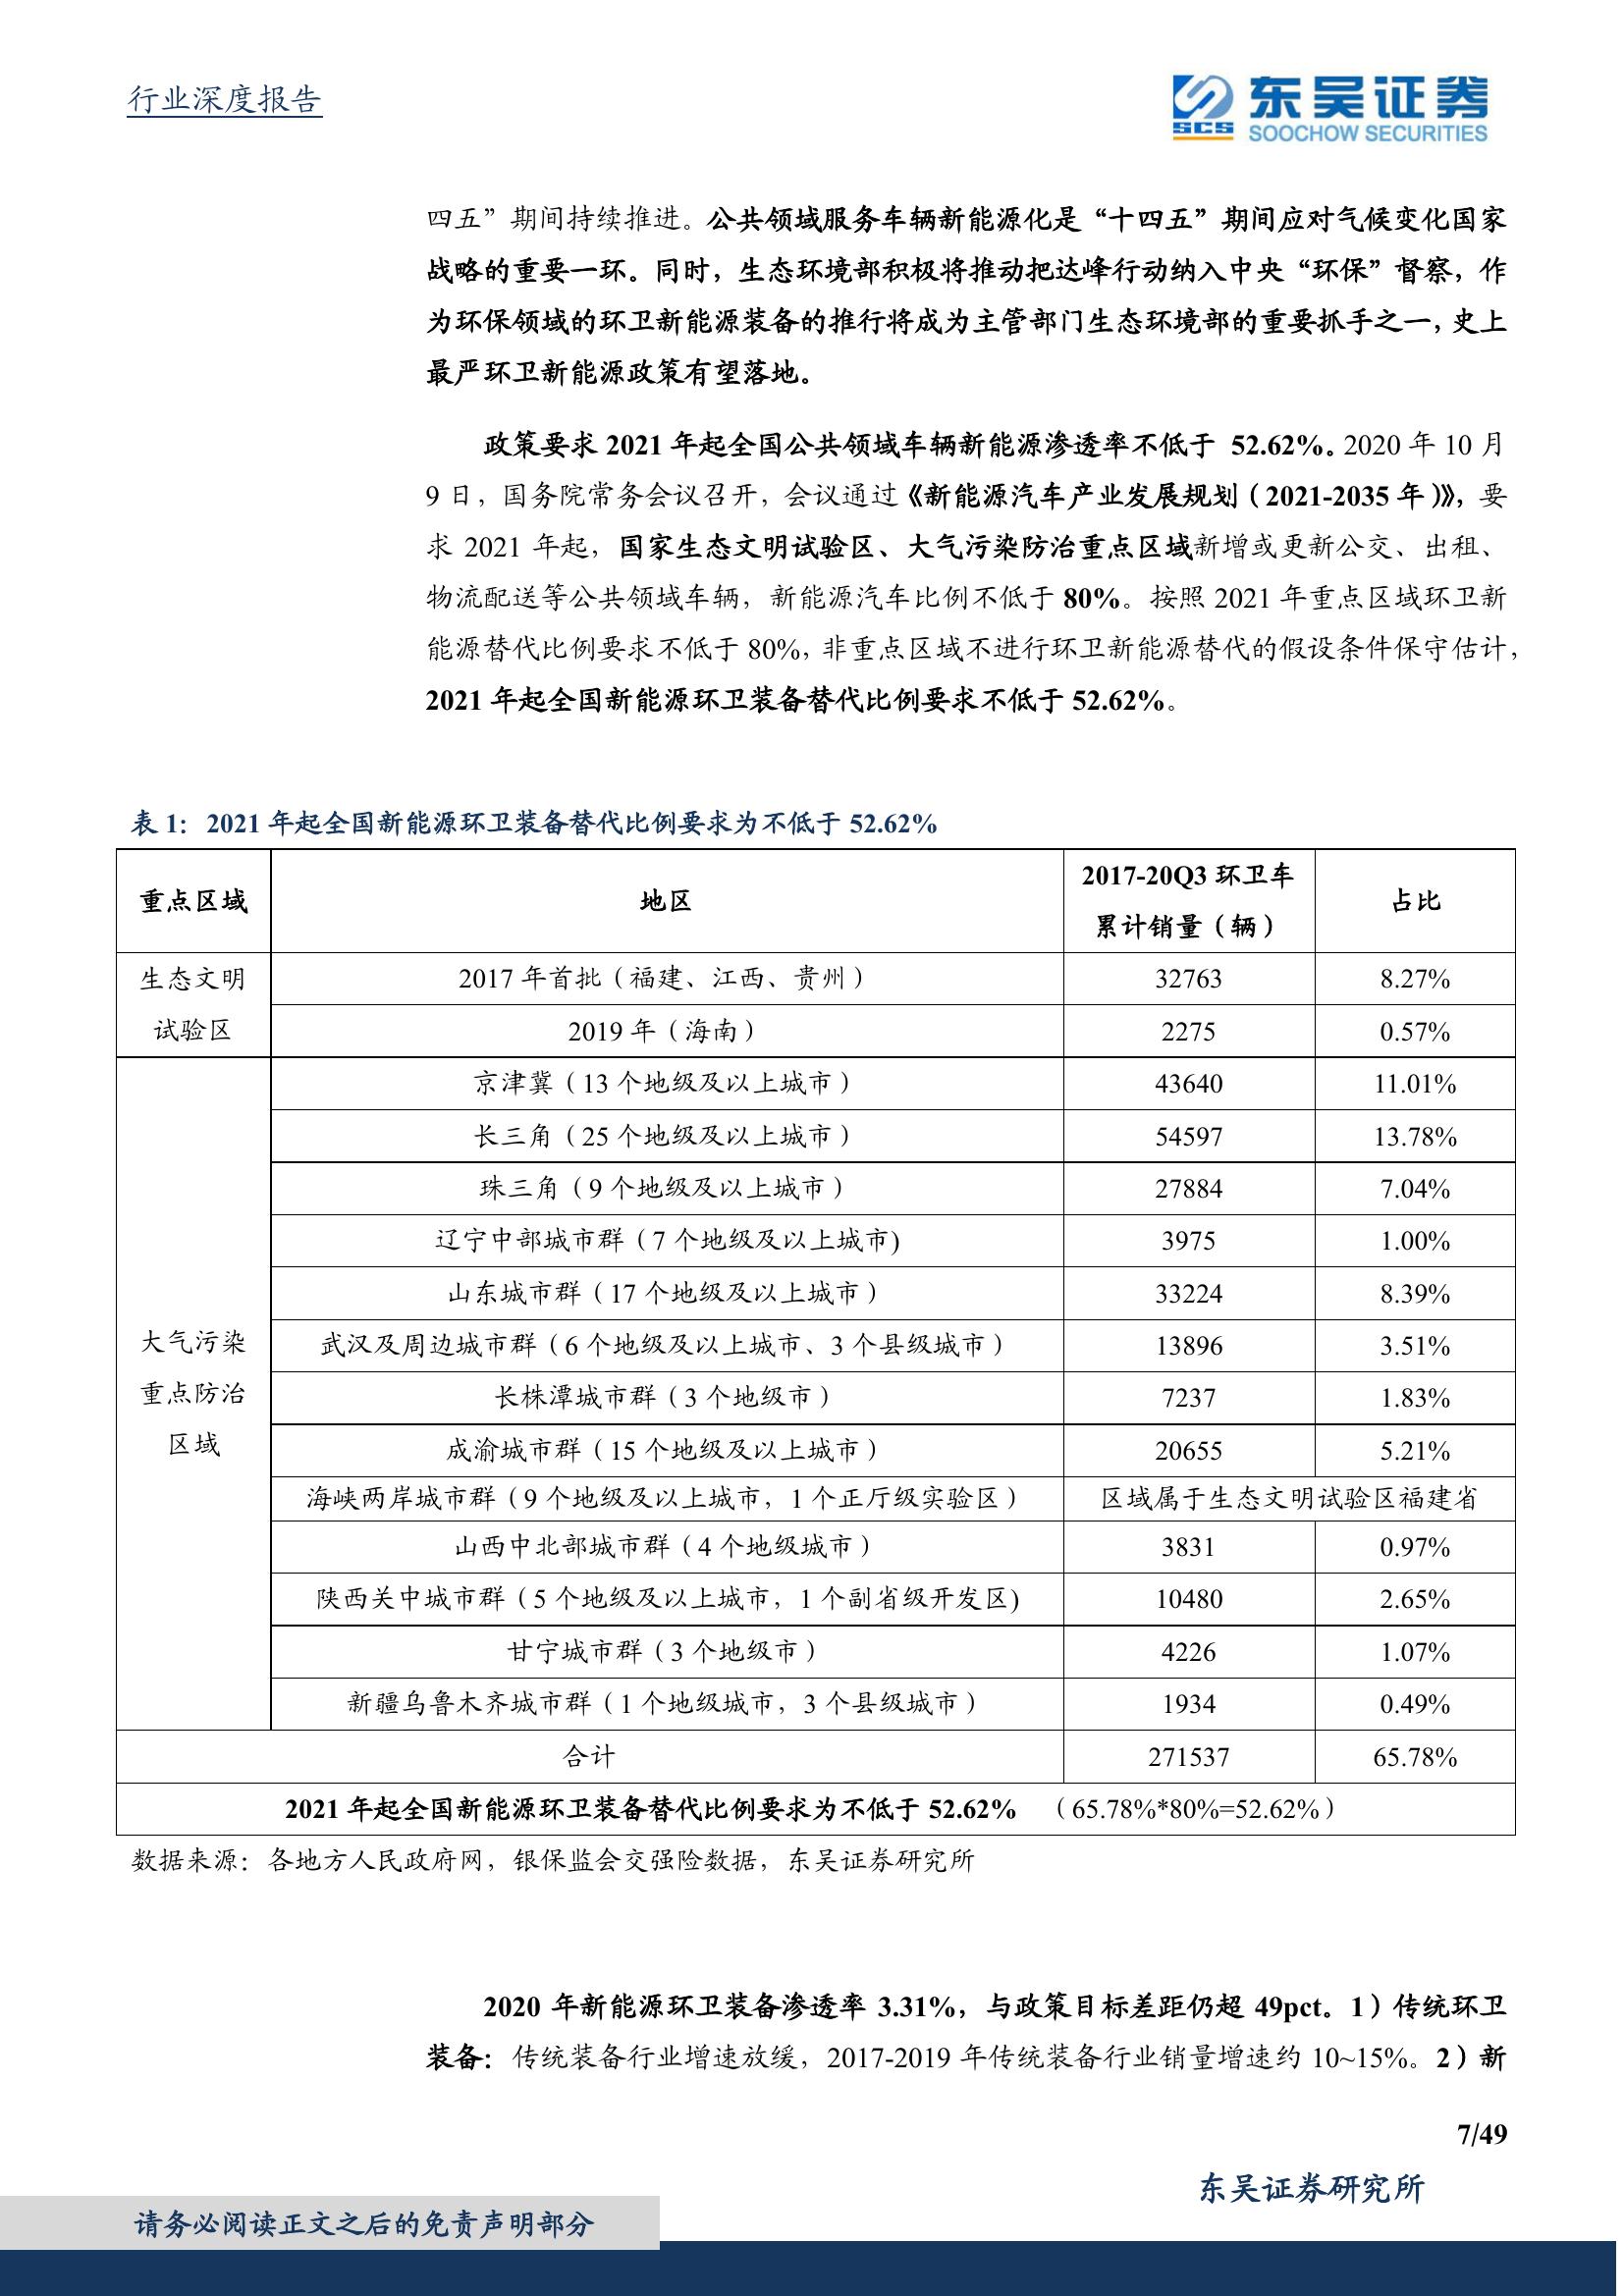 行业深度报告
东吴证券
SCS
SOOCHOW SECURITIES
四五”期间持续推进。公共领域服务车辆新能源化是“十四五”期间应对气候变化国家
战略的重要一环。同时，生态环境部积极将推动把达峰行动纳入中央“环保”督察，作
为环保领域的环卫新能源装备的推行将成为主管部门生态环境部的重要抓手之一，史上
最严环卫新能源政策有望落地。
政策要求 2021 年起全国公共领域车辆新能源渗透率不低于 52.62%。2020 年 10 月
9 日，国务院常务会议召开，会议通过《新能源汽车产业发展规划（2021-2035 年）》，要
求 2021 年起，国家生态文明试验区、大气污染防治重点区域新增或更新公交、出租、
物流配送等公共领域车辆，新能源汽车比例不低于 80%。按照 2021 年重点区域环卫新
能源替代比例要求不低于 80%，非重点区域不进行环卫新能源替代的假设条件保守估计，
2021 年起全国新能源环卫装备替代比例要求不低于 52.62%。
表 1：2021 年起全国新能源环卫装备替代比例要求为不低于 52.62%
重点区域 地区 2017-20Q3 环卫车累计销量（辆） 占比
生态文明试验区 2017 年首批（福建、江西、贵州） 32763 8.27%
2019 年（海南） 2275 0.57%
大气污染重点防治区域 京津冀（13 个地级及以上城市） 43640 11.01%
长三角（25 个地级及以上城市） 54597 13.78%
珠三角（9 个地级及以上城市） 27884 7.04%
辽宁中部城市群（7 个地级及以上城市) 3975 1.00%
山东城市群（17 个地级及以上城市） 33224 8.39%
武汉及周边城市群（6 个地级及以上城市、3 个县级城市） 13896 3.51%
长株潭城市群（3 个地级市） 7237 1.83%
成渝城市群（15 个地级及以上城市） 20655 5.21%
海峡两岸城市群（9 个地级及以上城市，1 个正厅级实验区） 区域属于生态文明试验区福建省
山西中北部城市群（4 个地级城市） 3831 0.97%
陕西关中城市群（5 个地级及以上城市，1 个副省级开发区) 10480 2.65%
甘宁城市群（3 个地级市） 4226 1.07%
新疆乌鲁木齐城市群（1 个地级城市，3 个县级城市） 1934 0.49%
合计 271537 65.78%
2021 年起全国新能源环卫装备替代比例要求为不低于 52.62% （65.78%*80%=52.62%）
数据来源：各地方人民政府网，银保监会交强险数据，东吴证券研究所
2020 年新能源环卫装备渗透率 3.31%，与政策目标差距仍超 49pct。1）传统环卫
装备：传统装备行业增速放缓，2017-2019 年传统装备行业销量增速约 10~15%。2）新
7/49
东吴证券研究所
请务必阅读正文之后的免责声明部分